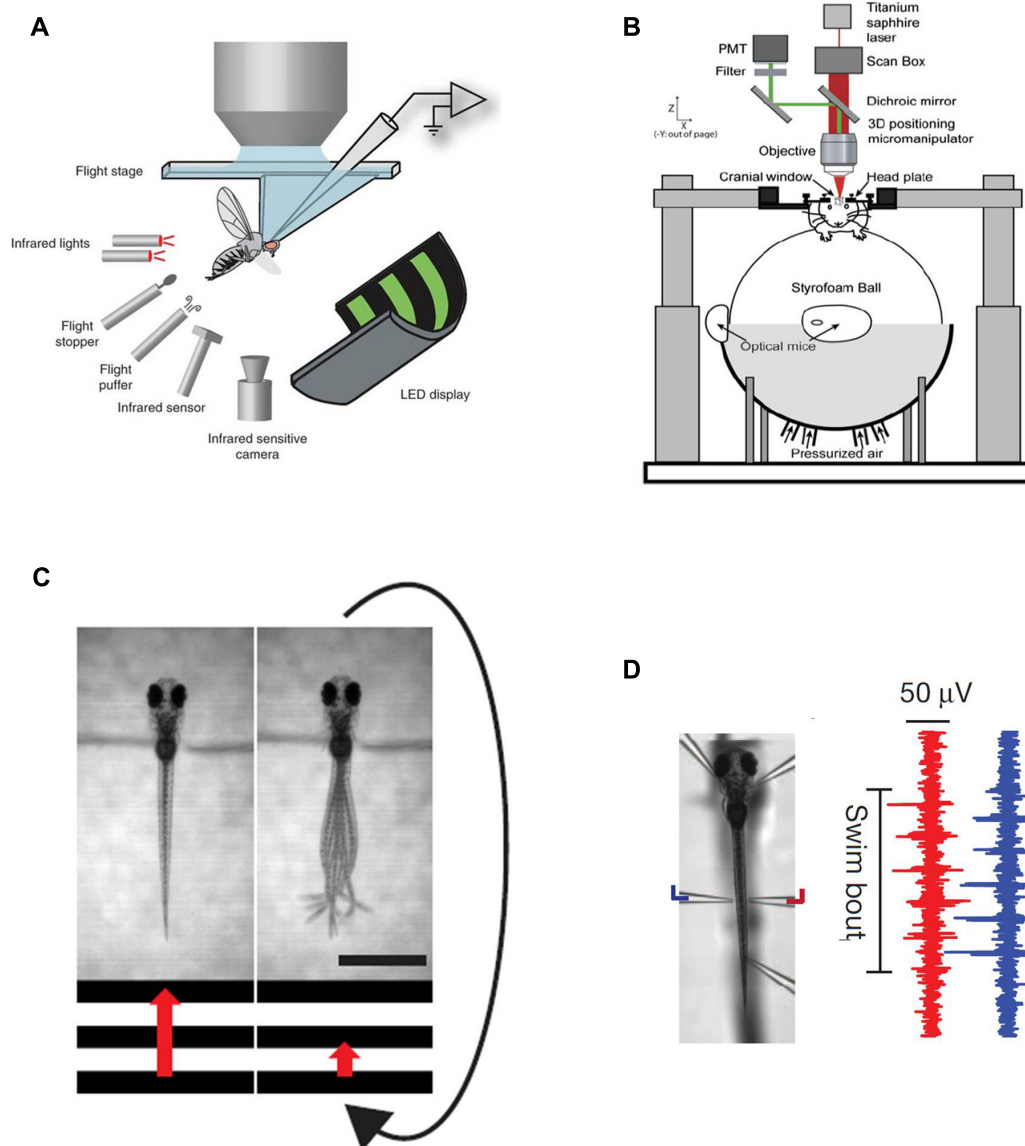 A
Flight stage
Infrared lights
Flight
stopper
Flight
puffer
Infrared sensor
Infrared sensitive
camera
LED display
B
Titanium
saphhire
laser
PMT
Filter
Scan Box
Z
X
(-Y: out of page)
Dichroic mirror
3D positioning
micromanipulator
Objective
Cranial window
Head plate
Styrofoam Ball
Optical mice
Pressurized air
C
D
50 µV
Swim bout